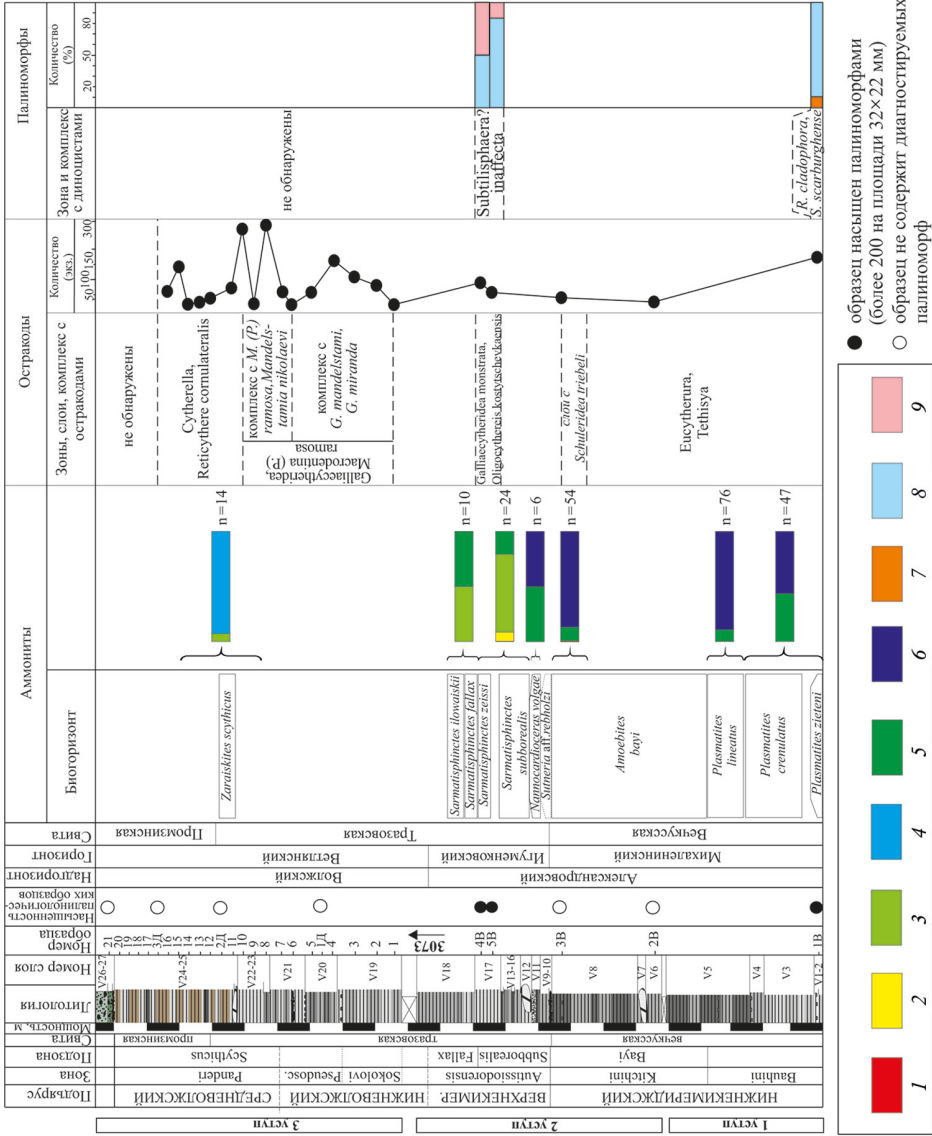 Аммониты
Остракоды
Палиноморфы
Подъярус
Зона
Подзона
Свита
Мощность, м
Литология
Номер слоя
Номер
образца
Насыщенность
палинологичес-
ких образцов
Надгоризонт
Горизонт
Свита
Биогоризонт
Зоны, слои, комплекс с
остракодами
Количество
(экз.)
50
100
150
300
Зона и комплекс
с диноцистами
Количество
(%)
20
50
80
3 уступ
2 уступ
1 уступ
СРЕДНЕВОЛЖСКИЙ
НИЖНЕВОЛЖСКИЙ
ВЕРХНЕКИМЕР.
НИЖНЕКИМЕРИДЖСКИЙ
Panderi
Pseudosc.
Sokolovi
Autissiodorensis
Kitchini
Bauhini
Scythicus
Fallax
Subborealis
Bayi
промзинская
тразовская
вечкусская
V26-27
V24-25
V22-23
V21
V20
V19
V18
V17
V13-16
V12
V11
V9-10
V8
V7
V6
V5
V4
V3
V1-2
21
20
19
18
17
3Д
16
15
14
13
12
2Д
11
10
9
8
7
6
5
1Д
4
3
2
1
3073
4В
5В
3В
2В
1В
Волжский
Александровский
Ветлянский
Игуменковский
Михаленинский
Промзинская
Тразовская
Вечкусская
Zaraiskites scythicus
Sarmatisphinctes ilowaiskii
Sarmatisphinctes fallax
Sarmatisphinctes zeissi
Sarmatisphinctes
subborealis
Nannocardioceras volgae
Sutneria aff. rebholzi
Amoebites
bayi
Plasmatites
lineatus
Plasmatites
crenulatus
Plasmatites zieteni
n=14
n=10
n=24
n=6
n=54
n=76
n=47
не обнаружены
Cytherella,
Reticythere cornulateralis
комплекс с M. (P.)
ramosa, Mandels-
tamia nikolaevi
комплекс с
G. mandelstami,
G. miranda
Galliaecytheridea,
Macrodentina (P.)
ramosa
Galliaecytheridea monstrata,
Oligocythereis kostytschevkaensis
слои с
Schuleridea triebeli
Eucytherura,
Tethisya
не обнаружены
Subtilisphaera?
inaffecta
R. cladophora,
S. scarburghense
1
2
3
4
5
6
7
8
9
образец насыщен палиноморфами
(более 200 на площади 32×22 мм)
образец не содержит диагностируемых
палиноморф